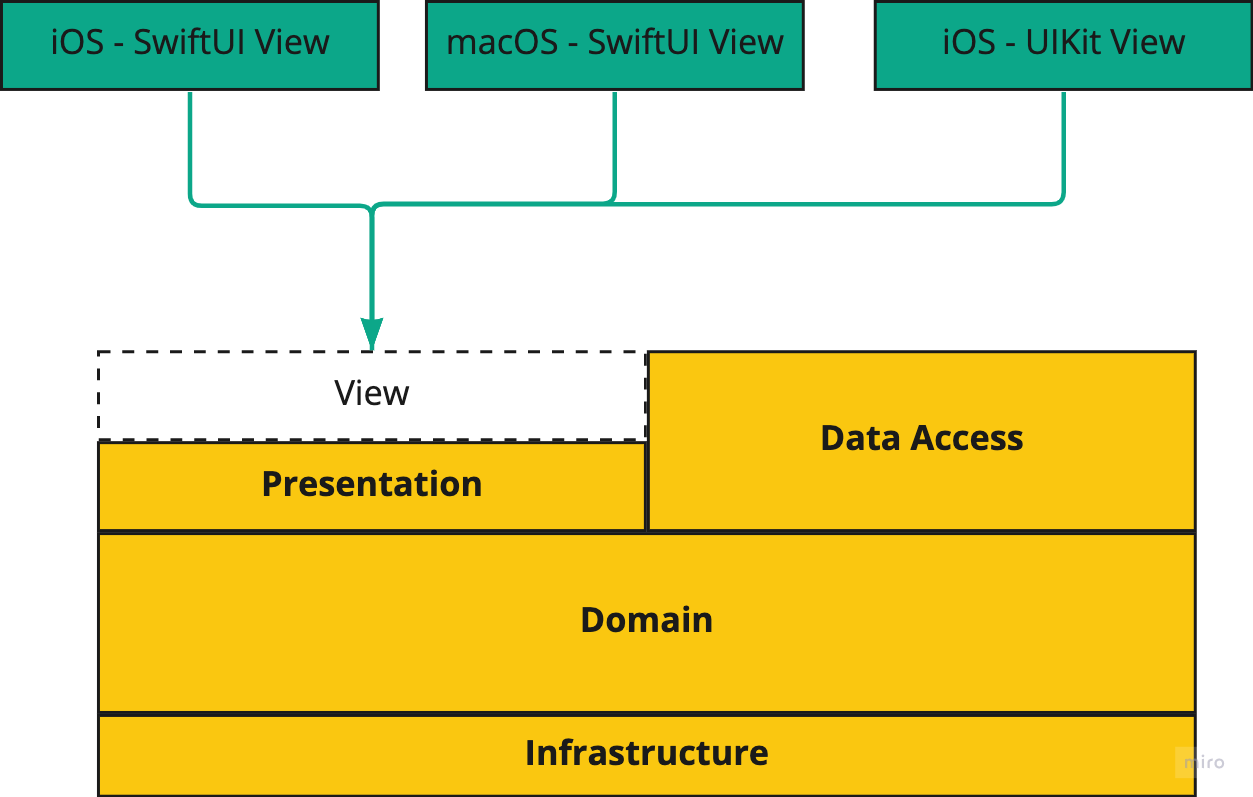 iOS - SwiftUI View
macOS - SwiftUI View
iOS - UIKit View
View
Data Access
Presentation
Domain
Infrastructure
miro